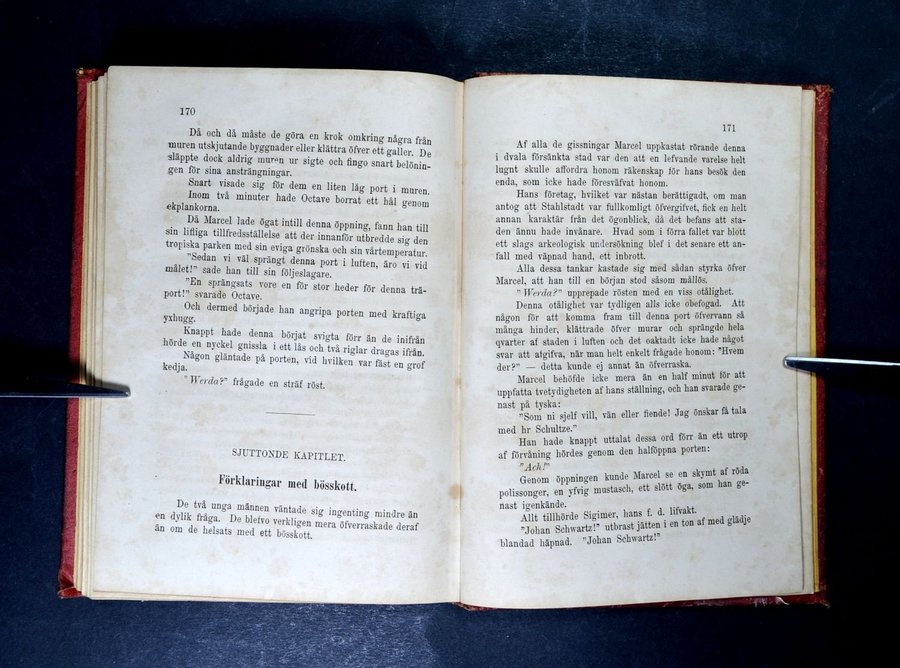 170
Då och då måste de göra en krok omkring några från
muren utskjutande byggnader eller klättra öfver ett galler. De
släppte dock aldrig muren ur sigte och fingo snart belönin-
gen för sina ansträngningar.
Snart visade sig för dem en liten låg port i muren.
Inom två minuter hade Octave borrat ett hål genom
ekplankorna.
Då Marcel lade ögat intill denna öppning, fann han till
sin lifliga tillfredsställelse att der innanför utbredde sig den
tropiska parken med sin eviga grönska och sin vårtemperatur.
"Sedan vi väl sprängt denna port i luften, äro vi vid
målet!" sade han till sin följeslagare.
"En sprängsats vore en för stor heder för denna trä-
port!" svarade Octave.
Och dermed började han angripa porten med kraftiga
yxhugg.
Knappt hade denna börjat svigta förr än de inifrån
hörde en nyckel gnissla i ett lås och två riglar dragas ifrån.
Någon gläntade på porten, vid hvilken var fäst en grof
kedja.
"Werda?" frågade en sträf röst.
SJUTTONDE KAPITLET.
Förklaringar med bösskott.
De två unga männen väntade sig ingenting mindre än
en dylik fråga. De blefvo verkligen mera öfverraskade deraf
än om de helsats med ett bösskott.
171
Af alla de gissningar Marcel uppkastat rörande denna
i dvala försänkta stad var den att en lefvande varelse helt
lugnt skulle affordra honom räkenskap för hans besök den
enda, som icke hade föresväfvat honom.
Hans företag, hvilket var nästan berättigadt, om man
antog att Stahlstadt var fullkomligt öfvergifvet, fick en helt
annan karaktär från det ögonblick, då det befans att sta-
den ännu hade invånare. Hvad som i förra fallet var blott
ett slags arkeologisk undersökning blef i det senare ett an-
fall med väpnad hand, ett inbrott.
Alla dessa tankar kastade sig med sådan styrka öfver
Marcel, att han till en början stod såsom mållös.
"Werda?" upprepade rösten med en viss otålighet.
Denna otålighet var tydligen alls icke obefogad. Att
någon för att komma fram till denna port öfvervann så
många hinder, klättrade öfver murar och sprängde hela
qvarter af staden i luften och det oaktadt icke hade något
svar att afgifva, när man helt enkelt frågade honom: "Hvem
der?" — detta kunde ej annat än öfverraska.
Marcel behöfde icke mera än en half minut för att
uppfatta tvetydigheten af hans ställning, och han svarade ge-
nast på tyska:
"Som ni sjelf vill, vän eller fiende! Jag önskar få tala
med hr Schultze."
Han hade knappt uttalat dessa ord förr än ett utrop
af förvåning hördes genom den halföppna porten:
"Ach!"
Genom öppningen kunde Marcel se en skymt af röda
polissonger, en yfvig mustasch, ett slött öga, som han ge-
nast igenkände.
Allt tillhörde Sigimer, hans f. d. lifvakt.
"Johan Schwartz!" utbrast jätten i en ton af med glädje
blandad häpnad. "Johan Schwartz!"